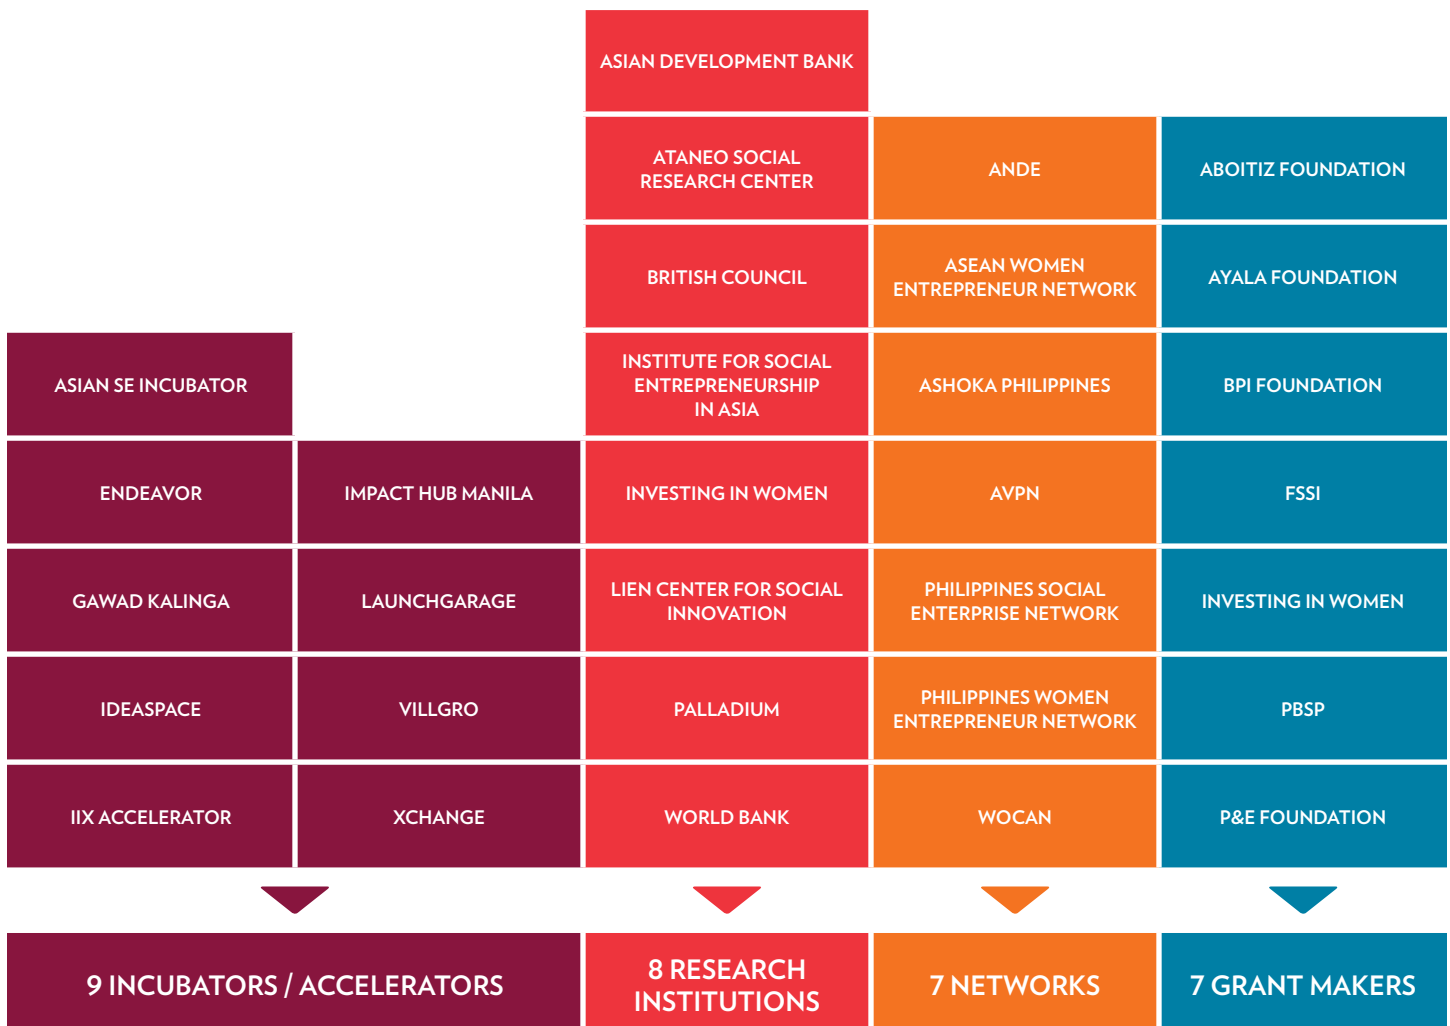 ASIAN DEVELOPMENT BANK
ATANEO SOCIAL
RESEARCH CENTER
ANDE
ABOITIZ FOUNDATION
BRITISH COUNCIL
ASEAN WOMEN
ENTREPRENEUR NETWORK
AYALA FOUNDATION
ASIAN SE INCUBATOR
INSTITUTE FOR SOCIAL
ENTREPRENEURSHIP
IN ASIA
ASHOKA PHILIPPINES
BPI FOUNDATION
ENDEAVOR
IMPACT HUB MANILA
INVESTING IN WOMEN
AVPN
FSSI
GAWAD KALINGA
LAUNCHGARAGE
LIEN CENTER FOR SOCIAL
INNOVATION
PHILIPPINES SOCIAL
ENTERPRISE NETWORK
INVESTING IN WOMEN
IDEASPACE
VILLGRO
PALLADIUM
PHILIPPINES WOMEN
ENTREPRENEUR NETWORK
PBSP
IIX ACCELERATOR
XCHANGE
WORLD BANK
WOCAN
P&E FOUNDATION
9 INCUBATORS / ACCELERATORS
8 RESEARCH
INSTITUTIONS
7 NETWORKS
7 GRANT MAKERS